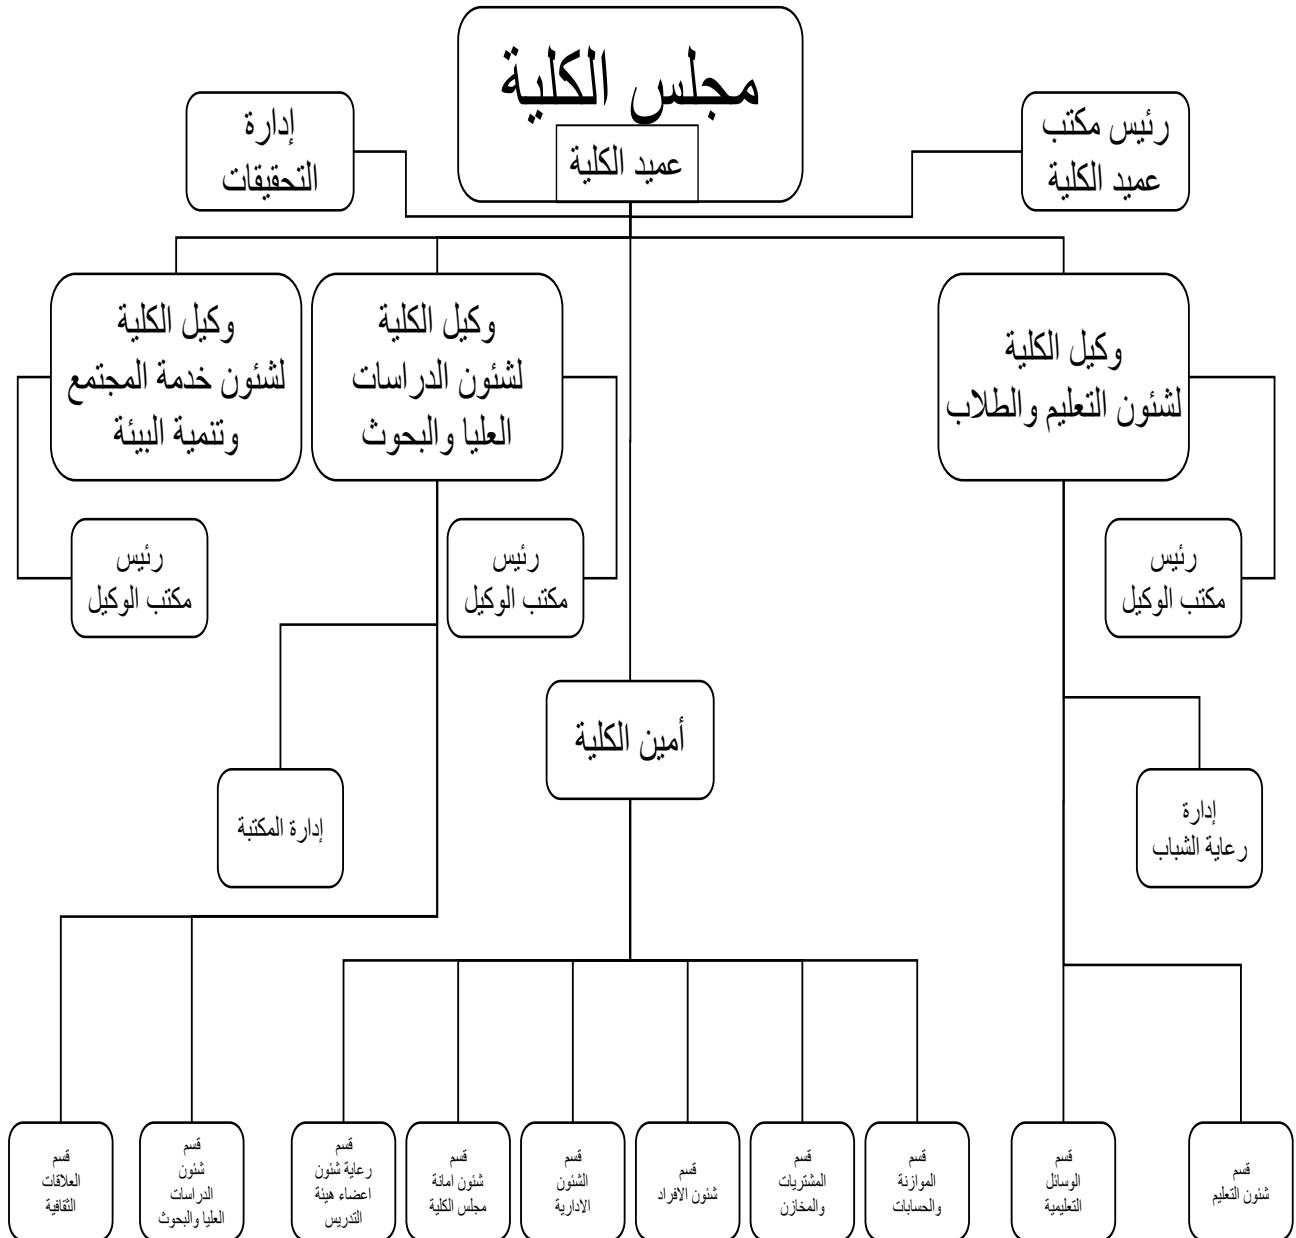 مجلس الكلية
عميد الكلية
رئيس مكتب
عميد الكلية
إدارة
التحقيقات
وكيل الكلية
لشئون التعليم والطلاب
وكيل الكلية
لشئون الدراسات
العليا والبحوث
وكيل الكلية
لشئون خدمة المجتمع
وتنمية البيئة
رئيس
مكتب الوكيل
رئيس
مكتب الوكيل
رئيس
مكتب الوكيل
أمين الكلية
إدارة
رعاية الشباب
إدارة المكتبة
قسم
شئون التعليم
قسم
الوسائل
التعليمية
قسم
الموازنة
والحسابات
قسم
المشتريات
والمخازن
قسم
شئون الافراد
قسم
الشئون
الادارية
قسم
شئون امانة
مجلس الكلية
قسم
رعاية شئون
اعضاء هيئة
التدريس
قسم
شئون
الدراسات
العليا والبحوث
قسم
العلاقات
الثقافية